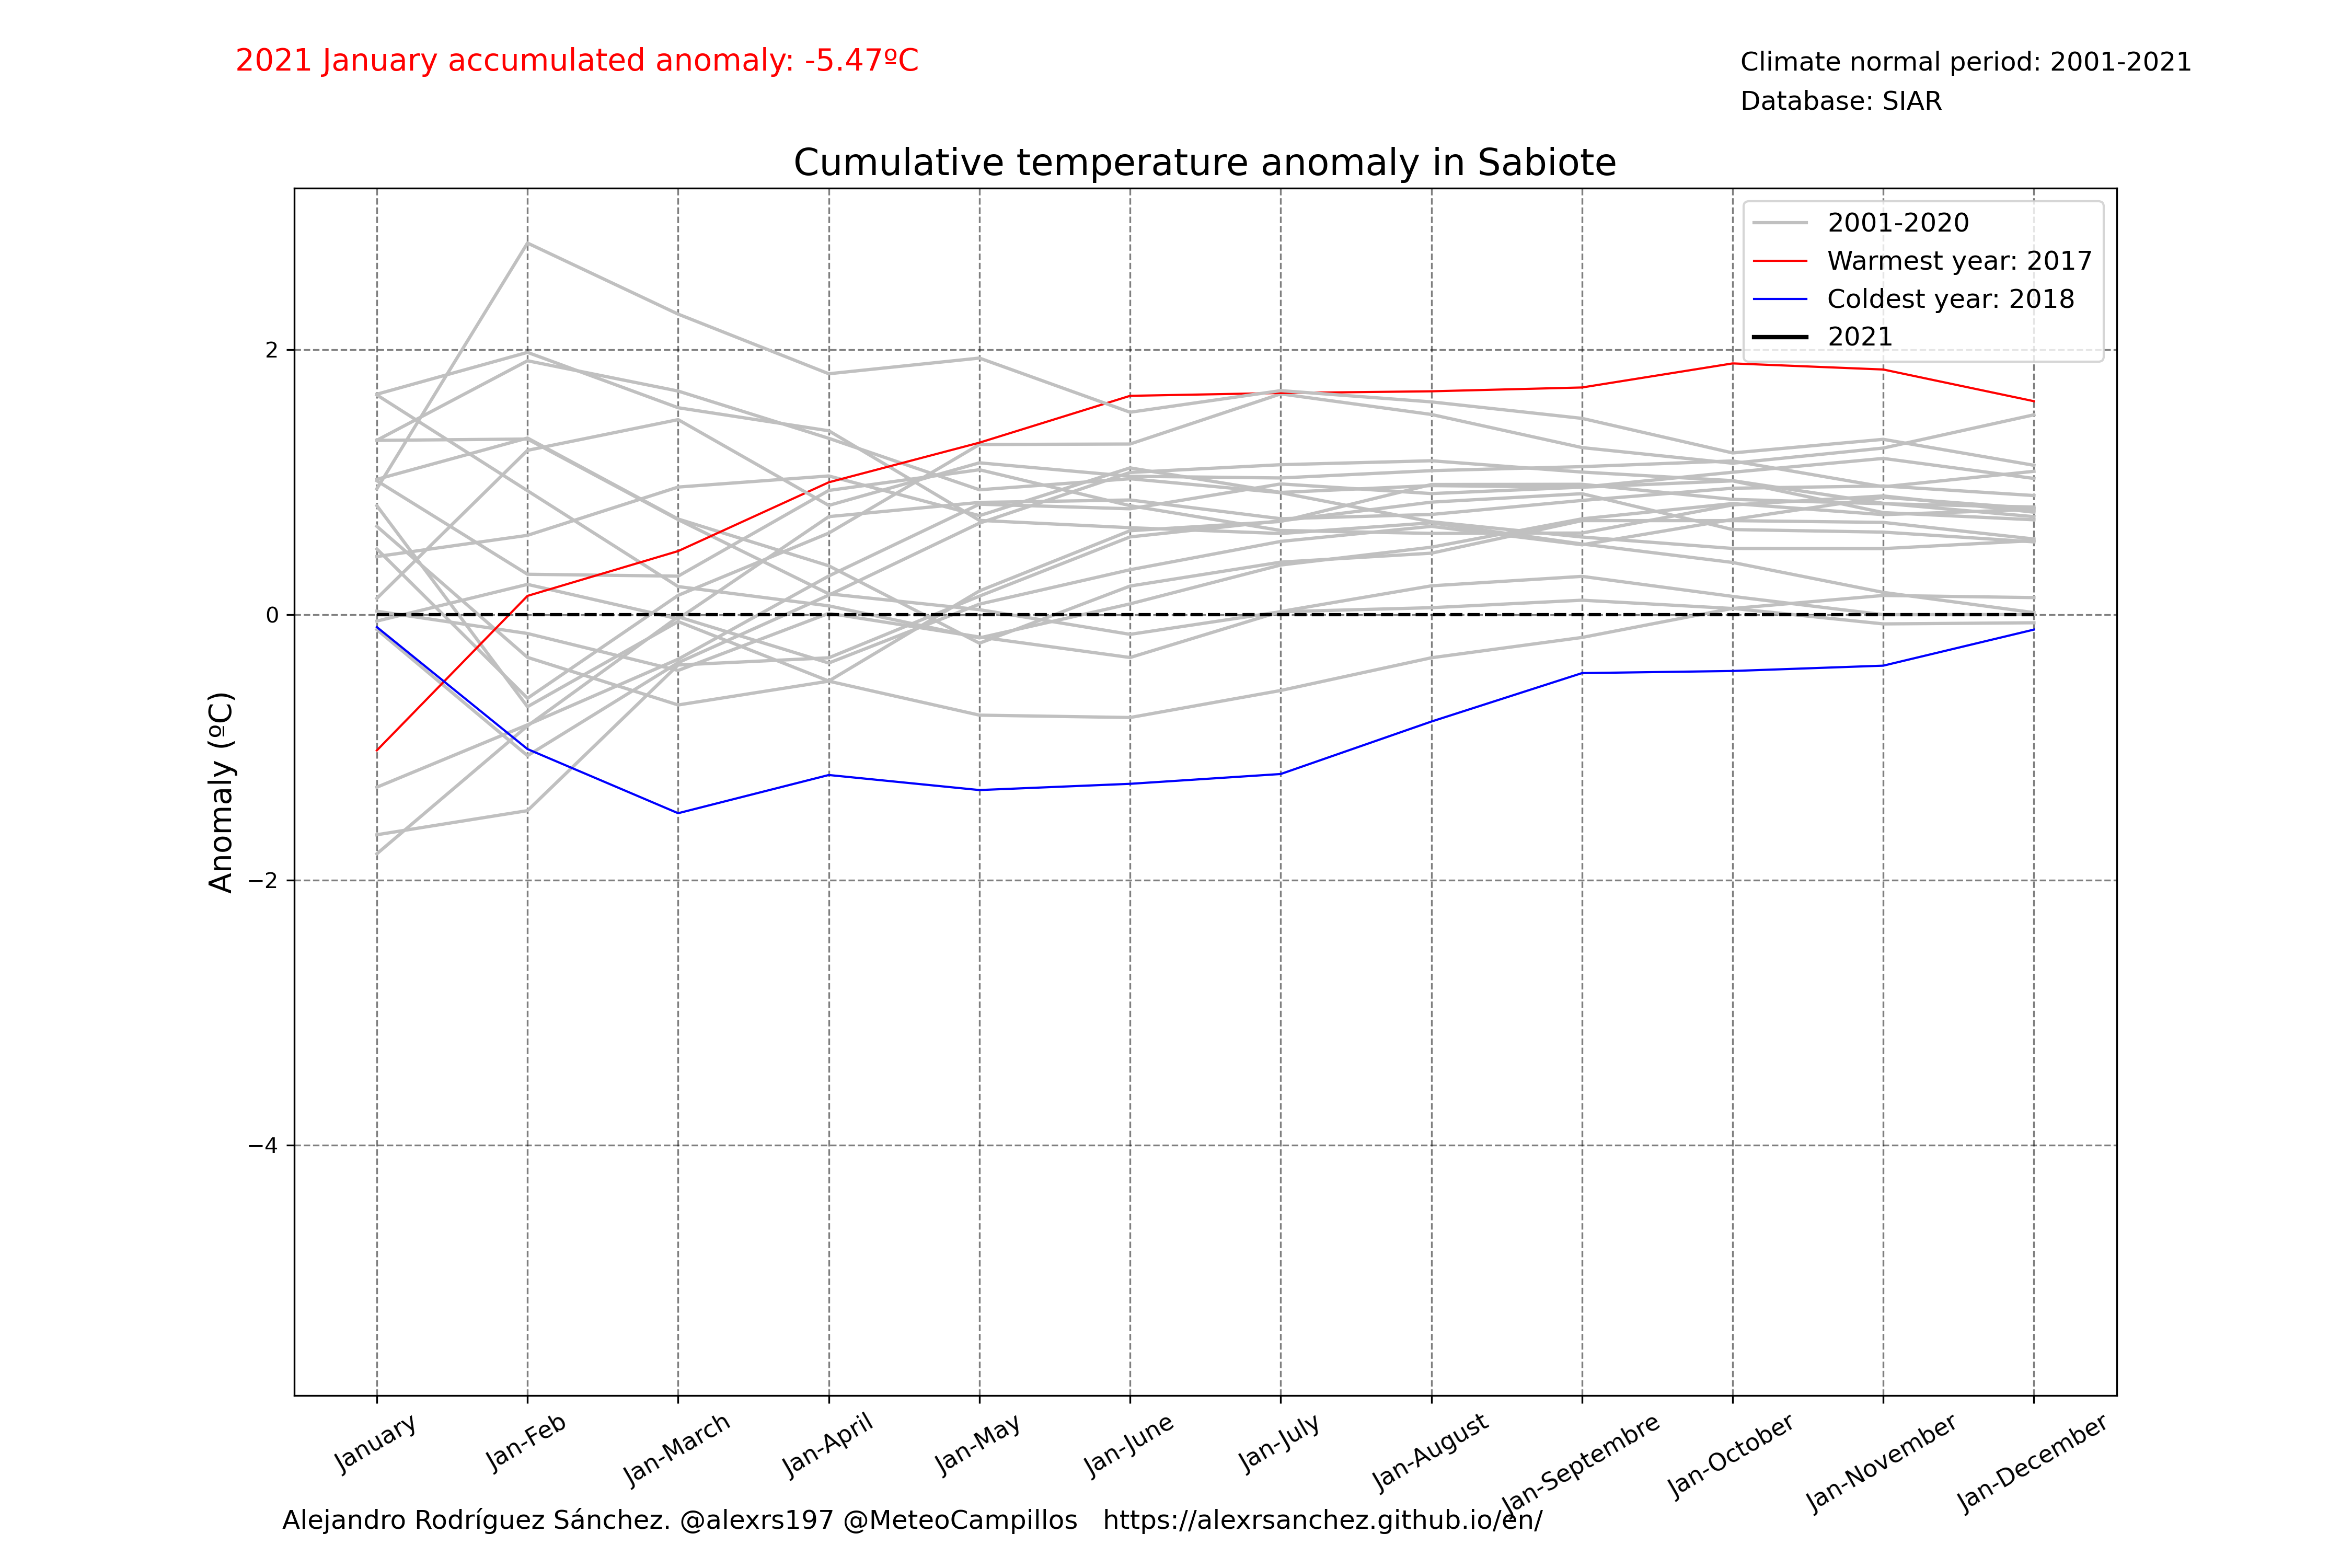 2021 January accumulated anomaly: -5.47ºC
Climate normal period: 2001-2021
Database: SIAR
Cumulative temperature anomaly in Sabiote
2001-2020
Warmest year: 2017
Coldest year: 2018
2021
2
0
−2
−4
Anomaly (ºC)
January
Jan-Feb
Jan-March
Jan-April
Jan-May
Jan-June
Jan-July
Jan-August
Jan-Septembre
Jan-October
Jan-November
Jan-December
Alejandro Rodríguez Sánchez. @alexrs197 @MeteoCampillos   https://alexrsanchez.github.io/en/